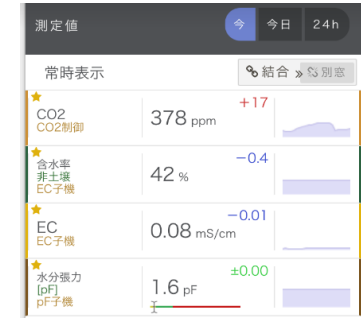 測定値 今 今日 24h
常時表示 結合 » 別窓
CO2
CO2制御
378 ppm
+17
含水率
非土壌
EC子機
42 %
−0.4
EC
EC子機
0.08 mS/cm
−0.01
水分張力
[pF]
pF子機
1.6 pF
±0.00